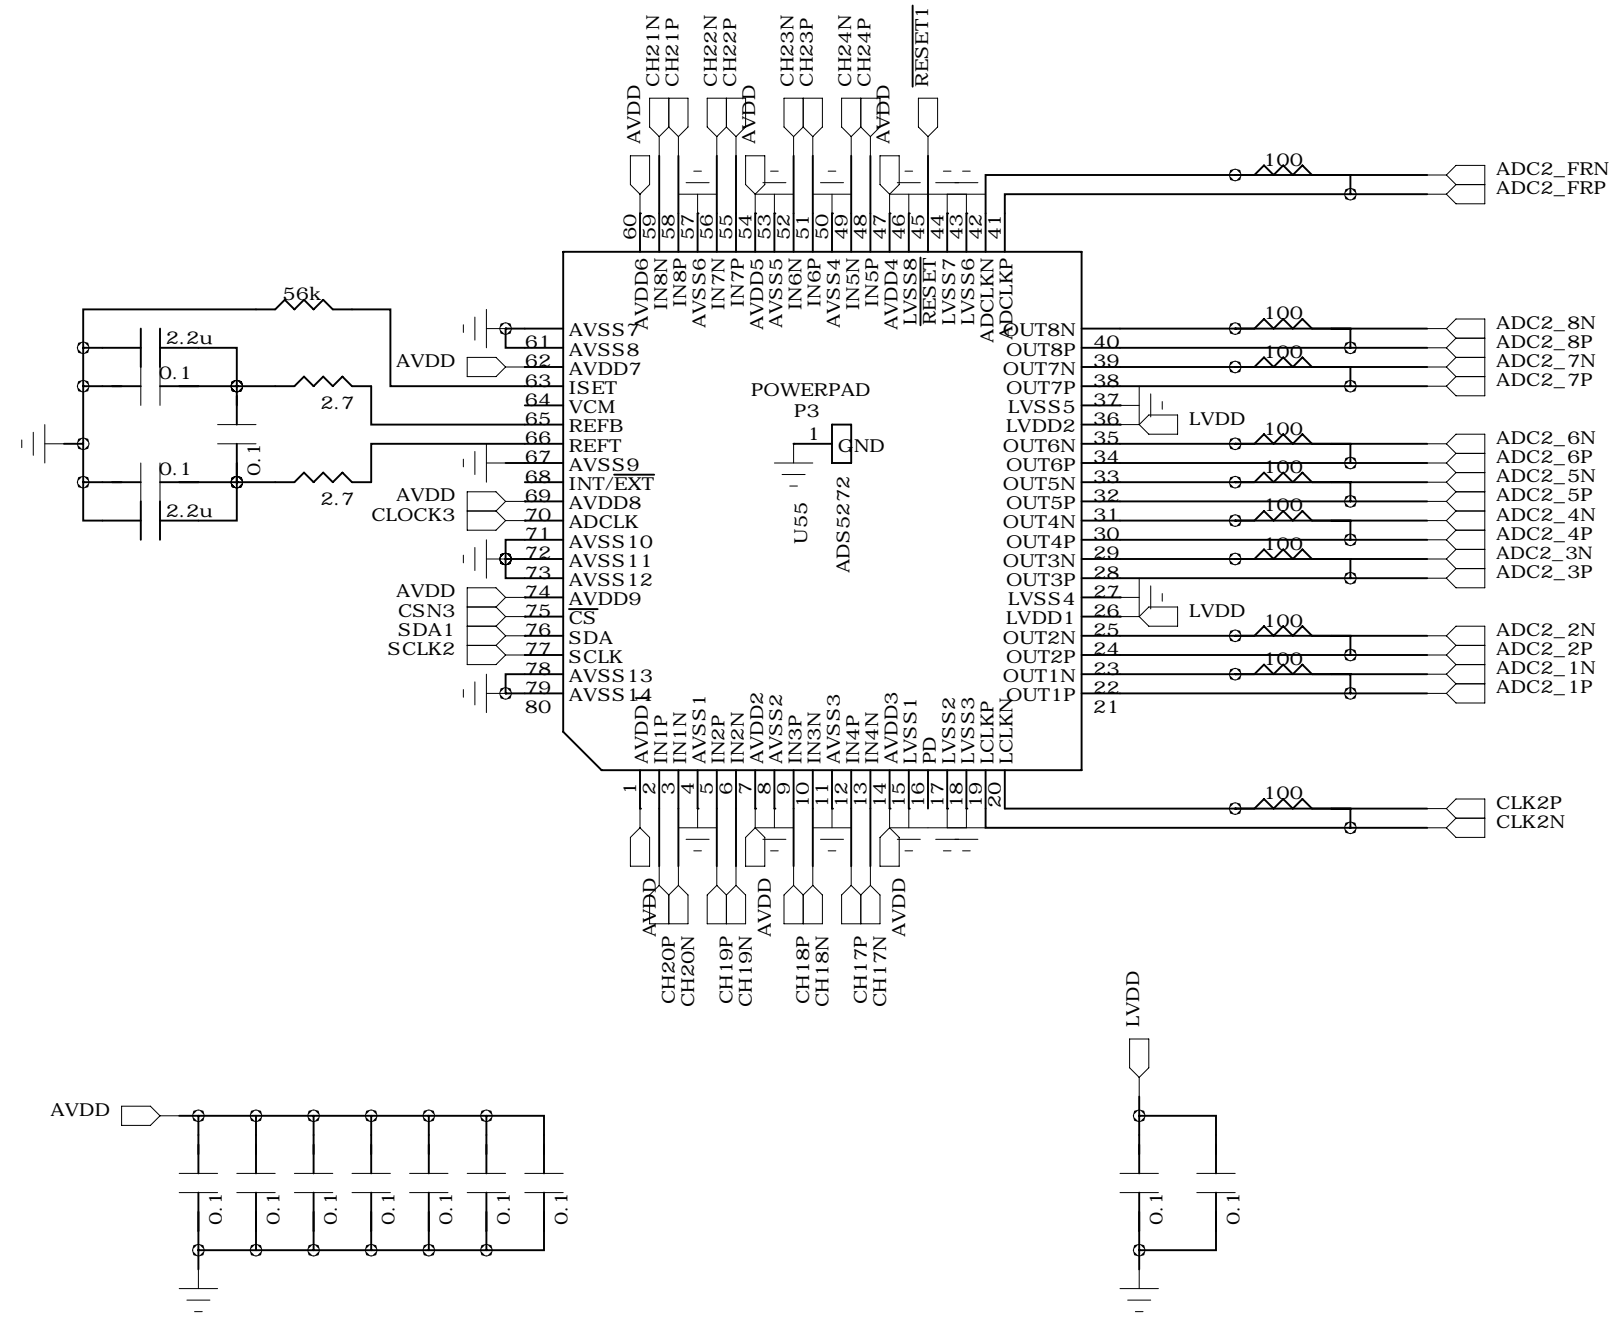 CH21N
CH21P
CH22N
CH22P
CH23N
CH23P
CH24N
CH24P
RESET1
AVDD
AVDD
AVDD
60
59
58
57
56
55
54
53
52
51
50
49
48
47
46
45
44
43
42
41
AVDD6
IN8N
IN8P
AVSS6
IN7N
IN7P
AVDD5
AVSS5
IN6N
IN6P
AVSS4
IN5N
IN5P
AVDD4
LVSS8
RESET
LVSS7
LVSS6
ADCLKN
ADCLKP
100
ADC2_FRN
ADC2_FRP
56k
2.2u
0.1
2.7
0.1
0.1
2.7
2.2u
AVDD
AVDD
CLOCK3
AVDD
CSN3
SDA1
SCLK2
61
62
63
64
65
66
67
68
69
70
71
72
73
74
75
76
77
78
79
80
AVSS7
AVSS8
AVDD7
ISET
VCM
REFB
REFT
AVSS9
INT/EXT
AVDD8
ADCLK
AVSS10
AVSS11
AVSS12
AVDD9
CS
SDA
SCLK
AVSS13
AVSS14
POWERPAD
P3
1
GND
U55
ADS5272
OUT8N
OUT8P
OUT7N
OUT7P
LVSS5
LVDD2
OUT6N
OUT6P
OUT5N
OUT5P
OUT4N
OUT4P
OUT3N
OUT3P
LVSS4
LVDD1
OUT2N
OUT2P
OUT1N
OUT1P
40
39
38
37
36
35
34
33
32
31
30
29
28
27
26
25
24
23
22
21
LVDD
LVDD
100
100
100
100
100
100
100
100
ADC2_8N
ADC2_8P
ADC2_7N
ADC2_7P
ADC2_6N
ADC2_6P
ADC2_5N
ADC2_5P
ADC2_4N
ADC2_4P
ADC2_3N
ADC2_3P
ADC2_2N
ADC2_2P
ADC2_1N
ADC2_1P
AVDD1
IN1P
IN1N
AVSS1
IN2P
IN2N
AVDD2
AVSS2
IN3P
IN3N
AVSS3
IN4P
IN4N
AVDD3
LVSS1
PD
LVSS2
LVSS3
LCLKP
LCLKN
1
2
3
4
5
6
7
8
9
10
11
12
13
14
15
16
17
18
19
20
100
CLK2P
CLK2N
AVDD
AVDD
AVDD
CH20P
CH20N
CH19P
CH19N
CH18P
CH18N
CH17P
CH17N
AVDD
0.1
0.1
0.1
0.1
0.1
0.1
0.1
LVDD
0.1
0.1